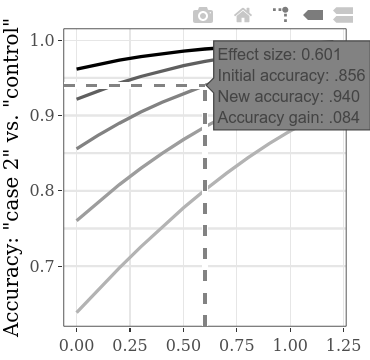 Accuracy: "case 2" vs. "control"
1.0
0.9
0.8
0.7
Effect size: 0.601
Initial accuracy: .856
New accuracy: .940
Accuracy gain: .084
0.00 0.25 0.50 0.75 1.00 1.25